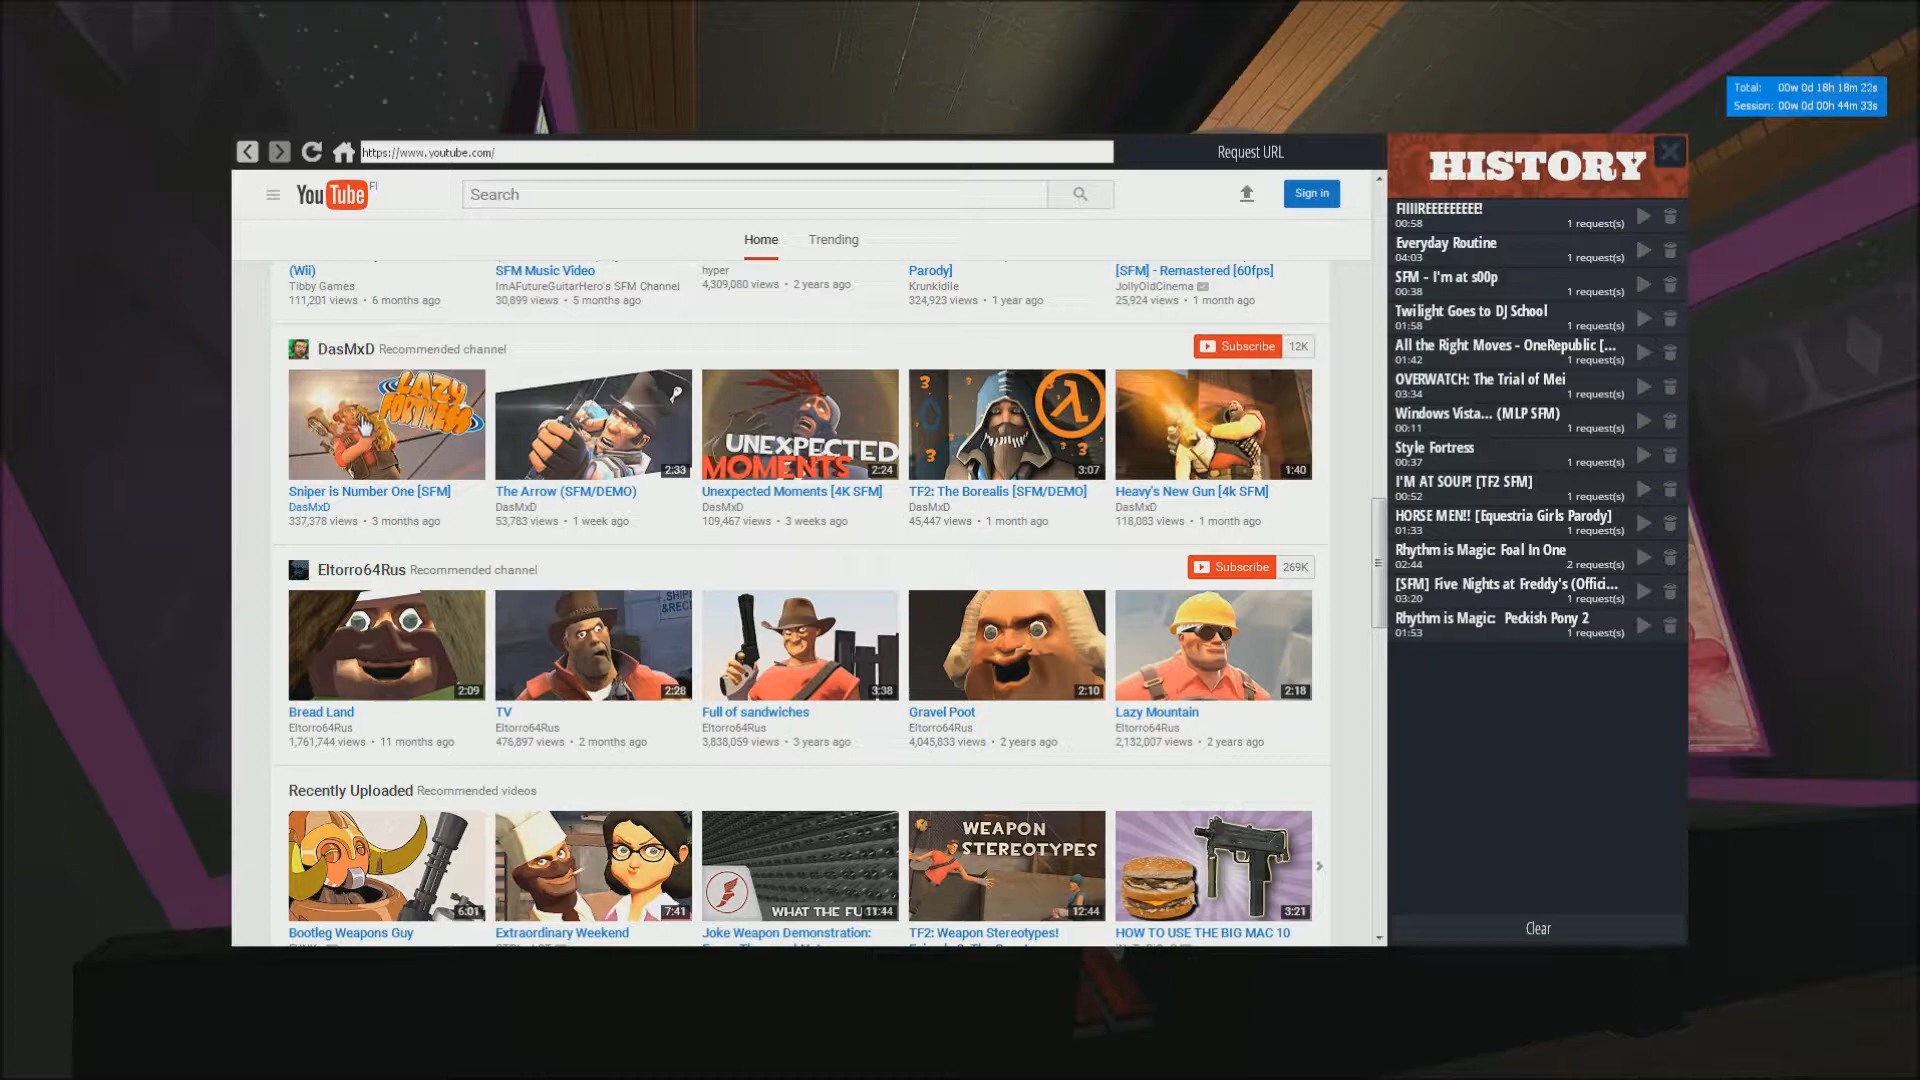 Total: 00w 0d 18h 18m 22s
Session: 00w 0d 00h 44m 33s
https://www.youtube.com/
Request URL
HISTORY
YouTube FI
Search
Sign in
Home
Trending
(Wii)
Tibby Games
111,201 views • 6 months ago
SFM Music Video
ImAFutureGuitarHero's SFM Channel
30,899 views • 5 months ago
hyper
4,309,080 views • 2 years ago
Parody]
Krunkidile
324,923 views • 1 year ago
[SFM] - Remastered [60fps]
JollyOldCinema
25,924 views • 1 month ago
DasMxD Recommended channel
Subscribe 12K
LAZY FORTRESS
2:33
UNEXPECTED
MOMENTS
2:24
3:07
1:40
Sniper is Number One [SFM]
DasMxD
337,378 views • 3 months ago
The Arrow (SFM/DEMO)
DasMxD
53,783 views • 1 week ago
Unexpected Moments [4K SFM]
DasMxD
109,467 views • 3 weeks ago
TF2: The Borealis [SFM/DEMO]
DasMxD
45,447 views • 1 month ago
Heavy's New Gun [4k SFM]
DasMxD
118,083 views • 1 month ago
Eltorro64Rus Recommended channel
Subscribe 269K
2:09
2:28
3:38
2:10
2:18
Bread Land
Eltorro64Rus
1,761,744 views • 11 months ago
TV
Eltorro64Rus
476,897 views • 2 months ago
Full of sandwiches
Eltorro64Rus
3,838,059 views • 3 years ago
Gravel Poot
Eltorro64Rus
4,045,833 views • 2 years ago
Lazy Mountain
Eltorro64Rus
2,132,007 views • 2 years ago
Recently Uploaded Recommended videos
6:01
7:41
WHAT THE FU
11:44
WEAPON
STEREOTYPES
12:44
3:21
Bootleg Weapons Guy
Extraordinary Weekend
Joke Weapon Demonstration:
TF2: Weapon Stereotypes!
HOW TO USE THE BIG MAC 10
FIIIIREEEEEEEEE!
00:58 1 request(s)
Everyday Routine
04:03 1 request(s)
SFM - I'm at s00p
00:38 1 request(s)
Twilight Goes to DJ School
01:58 1 request(s)
All the Right Moves - OneRepublic [...
01:42 1 request(s)
OVERWATCH: The Trial of Mei
03:34 1 request(s)
Windows Vista... (MLP SFM)
00:11 1 request(s)
Style Fortress
00:37 1 request(s)
I'M AT SOUP! [TF2 SFM]
00:52 1 request(s)
HORSE MEN!! [Equestria Girls Parody]
01:33 1 request(s)
Rhythm is Magic: Foal In One
02:44 2 request(s)
[SFM] Five Nights at Freddy's (Offici...
03:20 1 request(s)
Rhythm is Magic: Peckish Pony 2
01:53 1 request(s)
Clear